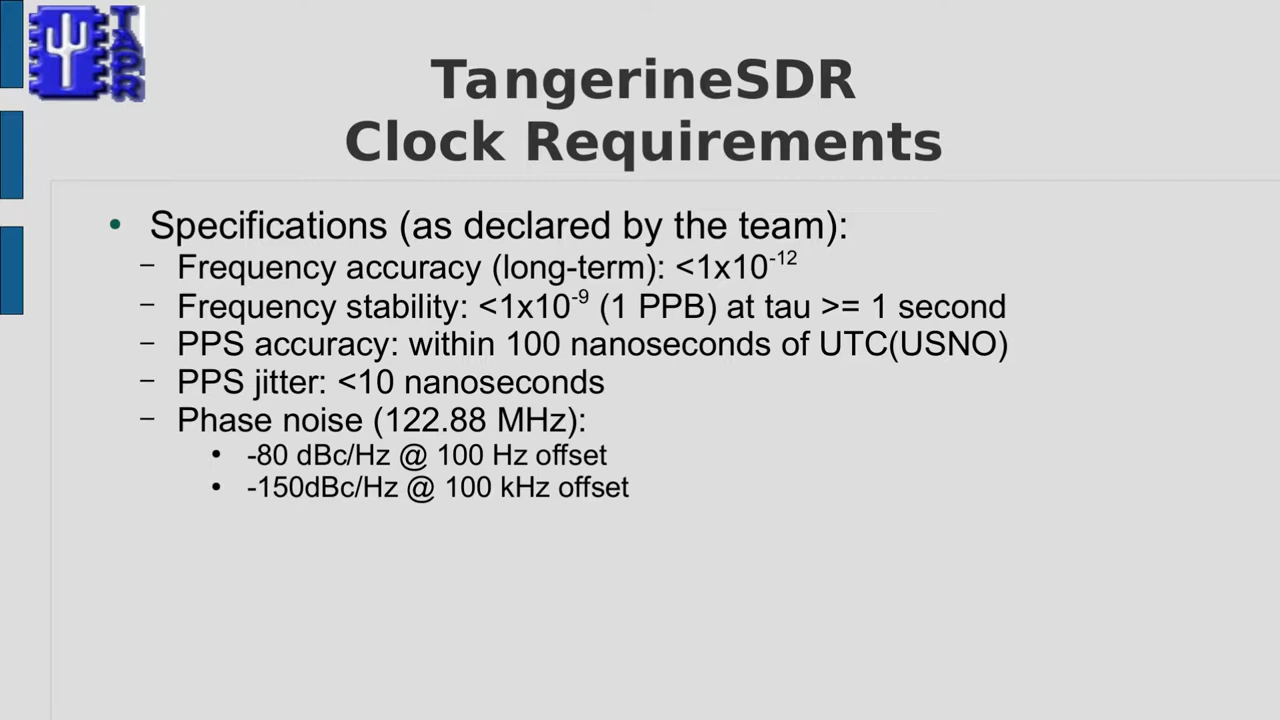 TAPR
TangerineSDR
Clock Requirements
• Specifications (as declared by the team):
– Frequency accuracy (long-term): <1x10⁻¹²
– Frequency stability: <1x10⁻⁹ (1 PPB) at tau >= 1 second
– PPS accuracy: within 100 nanoseconds of UTC(USNO)
– PPS jitter: <10 nanoseconds
– Phase noise (122.88 MHz):
• -80 dBc/Hz @ 100 Hz offset
• -150dBc/Hz @ 100 kHz offset